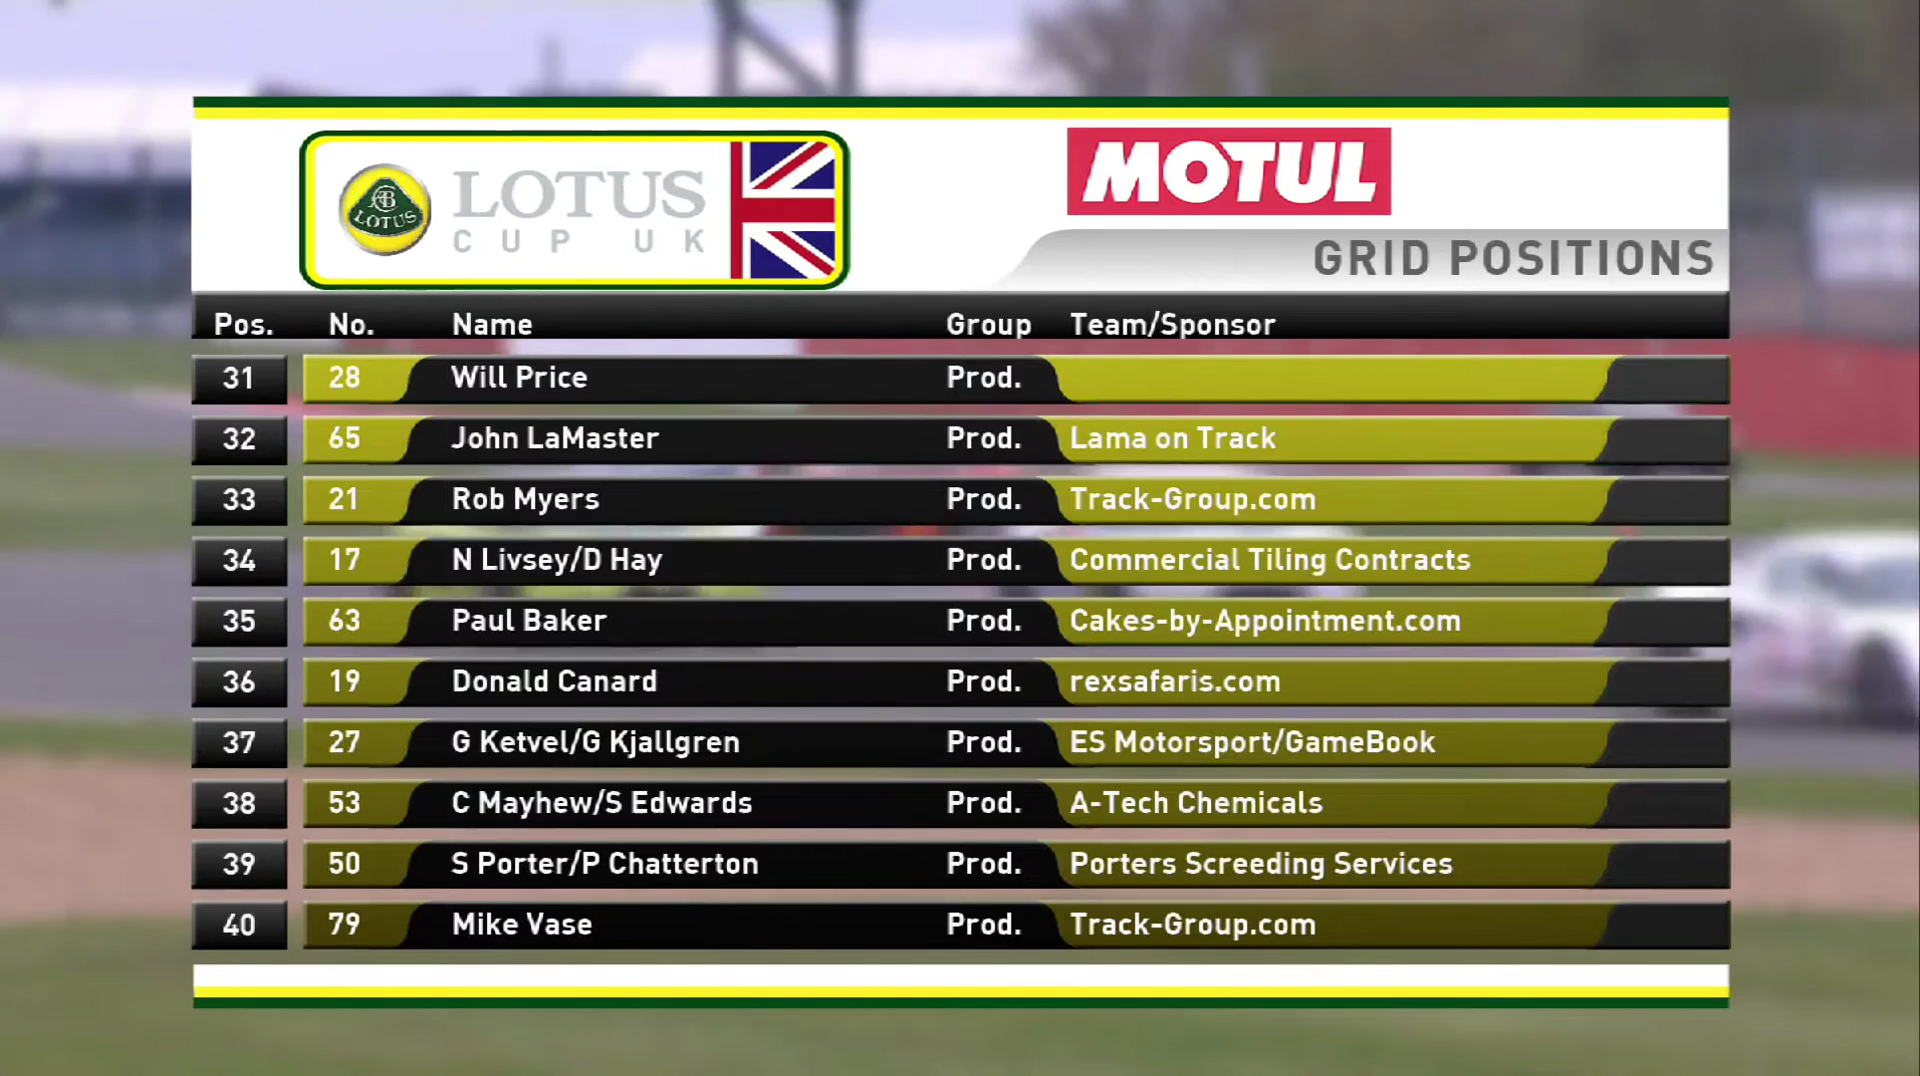 LOTUS
CUP UK
LOTUS
MOTUL
GRID POSITIONS
Pos. No. Name Group Team/Sponsor
31 28 Will Price Prod.
32 65 John LaMaster Prod. Lama on Track
33 21 Rob Myers Prod. Track-Group.com
34 17 N Livsey/D Hay Prod. Commercial Tiling Contracts
35 63 Paul Baker Prod. Cakes-by-Appointment.com
36 19 Donald Canard Prod. rexsafaris.com
37 27 G Ketvel/G Kjallgren Prod. ES Motorsport/GameBook
38 53 C Mayhew/S Edwards Prod. A-Tech Chemicals
39 50 S Porter/P Chatterton Prod. Porters Screeding Services
40 79 Mike Vase Prod. Track-Group.com